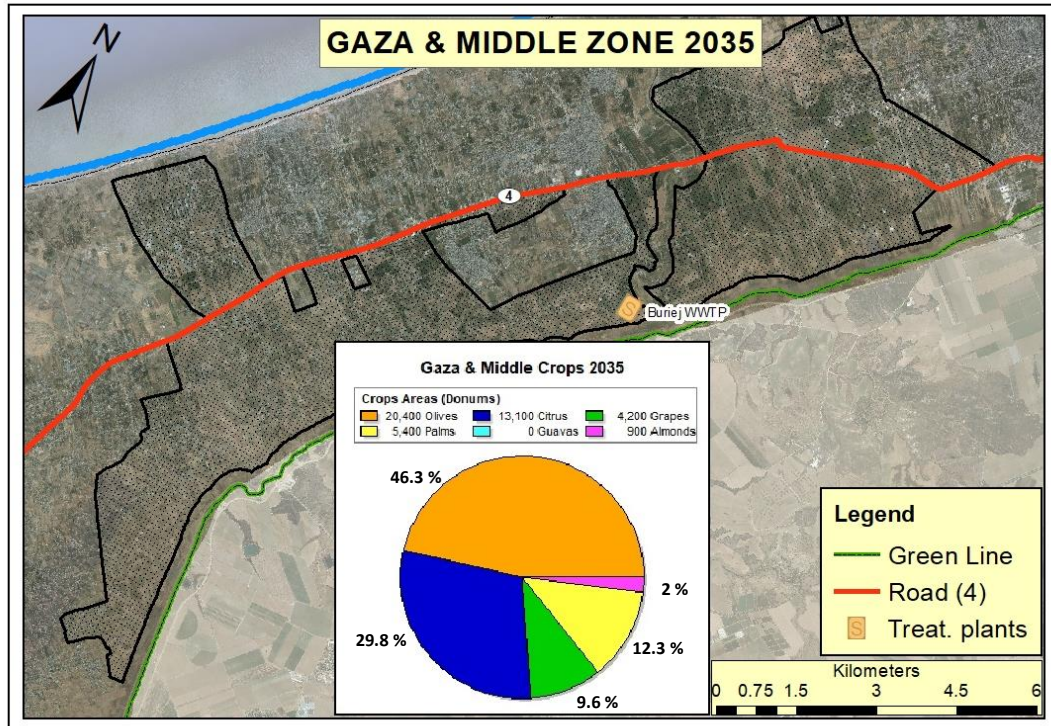 N
GAZA & MIDDLE ZONE 2035
4
Buriej WWTP
Gaza & Middle Crops 2035
Crops Areas (Donums)
20,400 Olives 13,100 Citrus 4,200 Grapes
5,400 Palms 0 Guavas 900 Almonds
46.3 %
2 %
29.8 %
12.3 %
9.6 %
Legend
Green Line
Road (4)
S Treat. plants
Kilometers
0 0.75 1.5 3 4.5 6